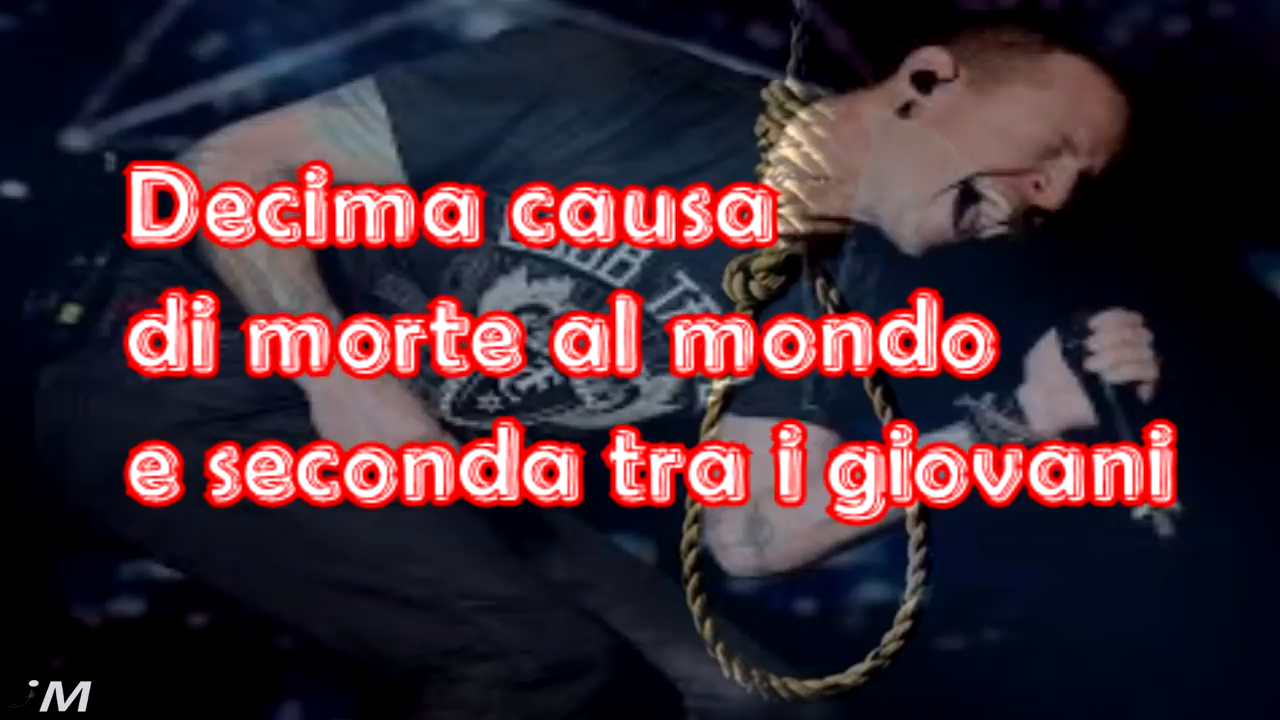 Decima causa
di morte al mondo
e seconda tra i giovani
M